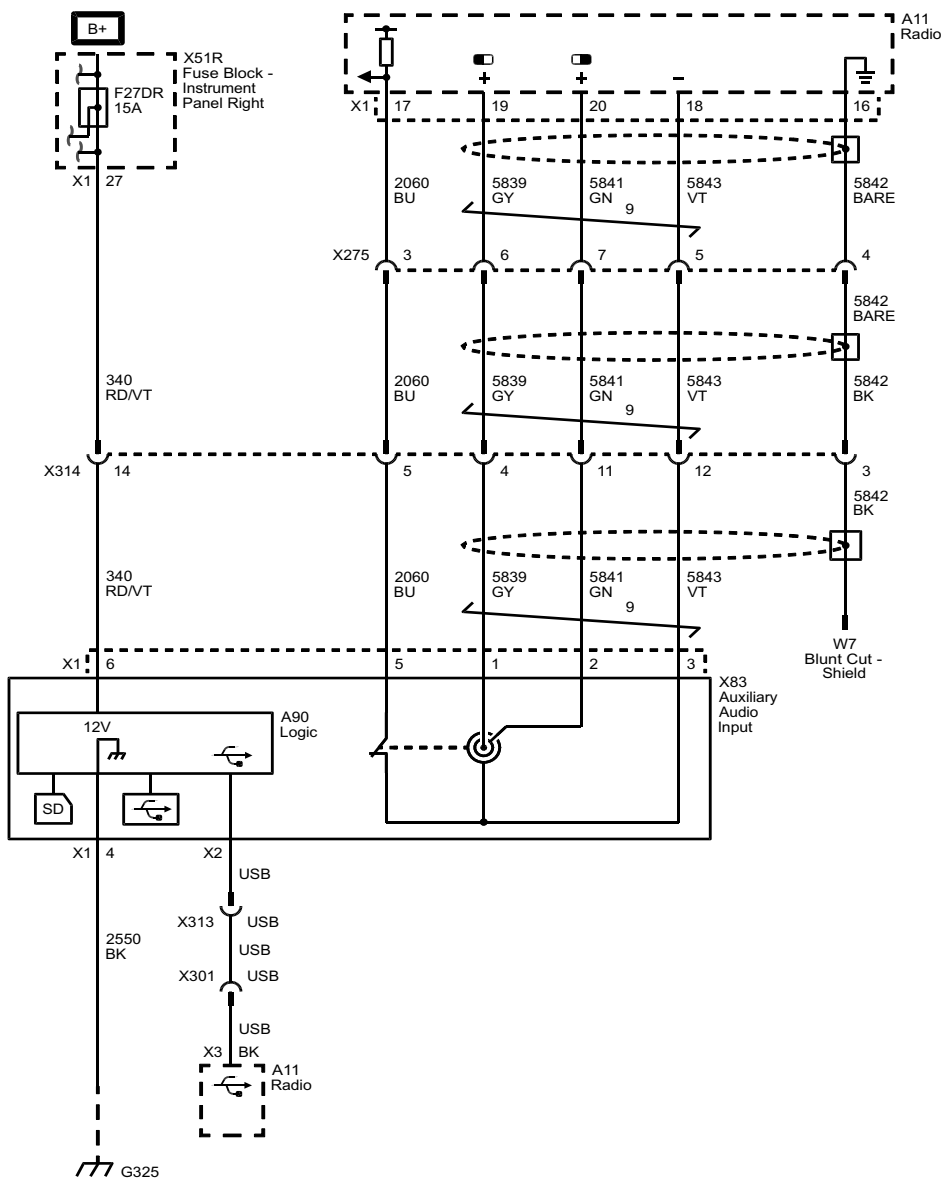 B+
X51R
Fuse Block -
Instrument
Panel Right
F27DR
15A
X1 27
A11
Radio
+ + –
X1 17 19 20 18 16
2060
BU
5839
GY
5841
GN
5843
VT
5842
BARE
9
X275 3 6 7 5 4
5842
BARE
340
RD/VT
2060
BU
5839
GY
5841
GN
5843
VT
5842
BK
9
X314 14 5 4 11 12 3
5842
BK
340
RD/VT
2060
BU
5839
GY
5841
GN
5843
VT
9
W7
Blunt Cut -
Shield
X1 6 5 1 2 3
X83
Auxiliary
Audio
Input
12V
A90
Logic
SD
X1 4 X2
USB
X313 USB
2550
BK
USB
X301 USB
USB
X3 BK
A11
Radio
G325